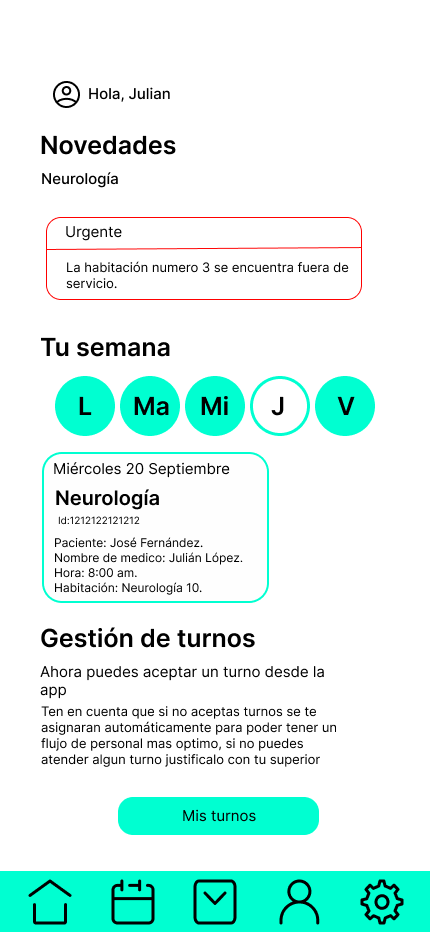 Hola, Julian
Novedades
Neurología
Urgente
La habitación numero 3 se encuentra fuera de
servicio.
Tu semana
L Ma Mi J V
Miércoles 20 Septiembre
Neurología
Id:1212122121212
Paciente: José Fernández.
Nombre de medico: Julián López.
Hora: 8:00 am.
Habitación: Neurología 10.
Gestión de turnos
Ahora puedes aceptar un turno desde la
app
Ten en cuenta que si no aceptas turnos se te
asignaran automáticamente para poder tener un
flujo de personal mas optimo, si no puedes
atender algun turno justificalo con tu superior
Mis turnos